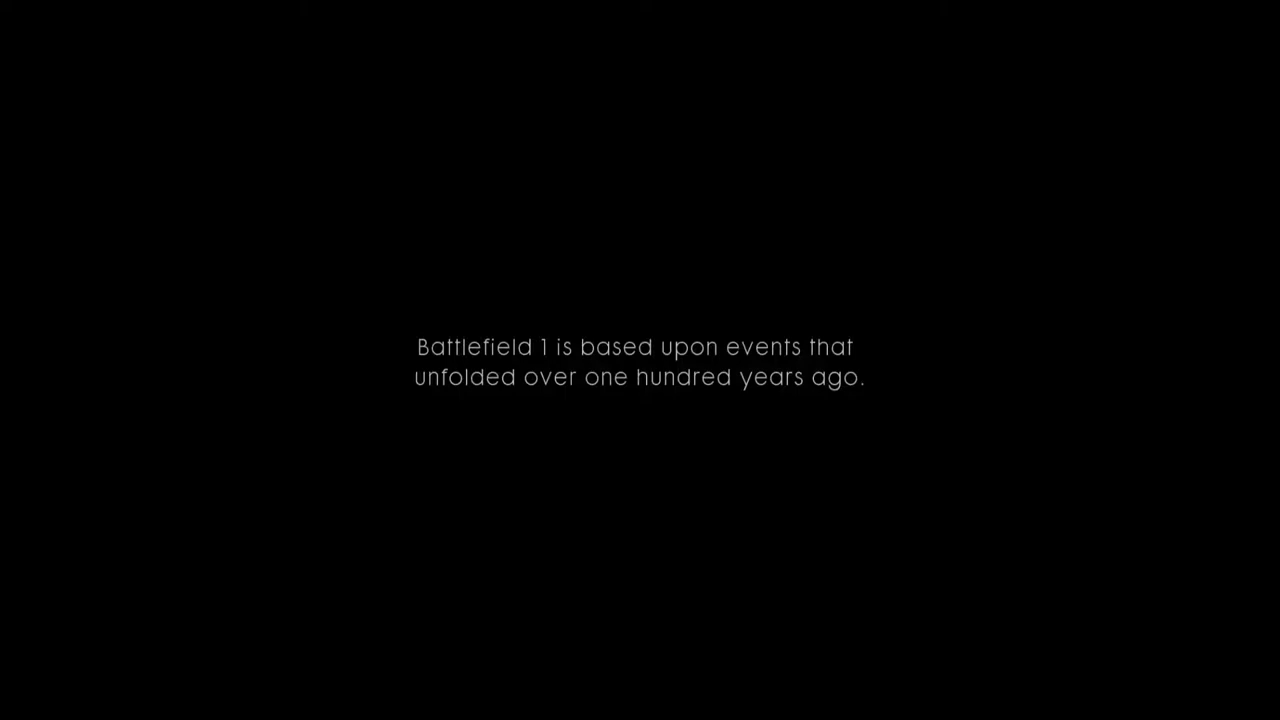 Battlefield 1 is based upon events that
unfolded over one hundred years ago.